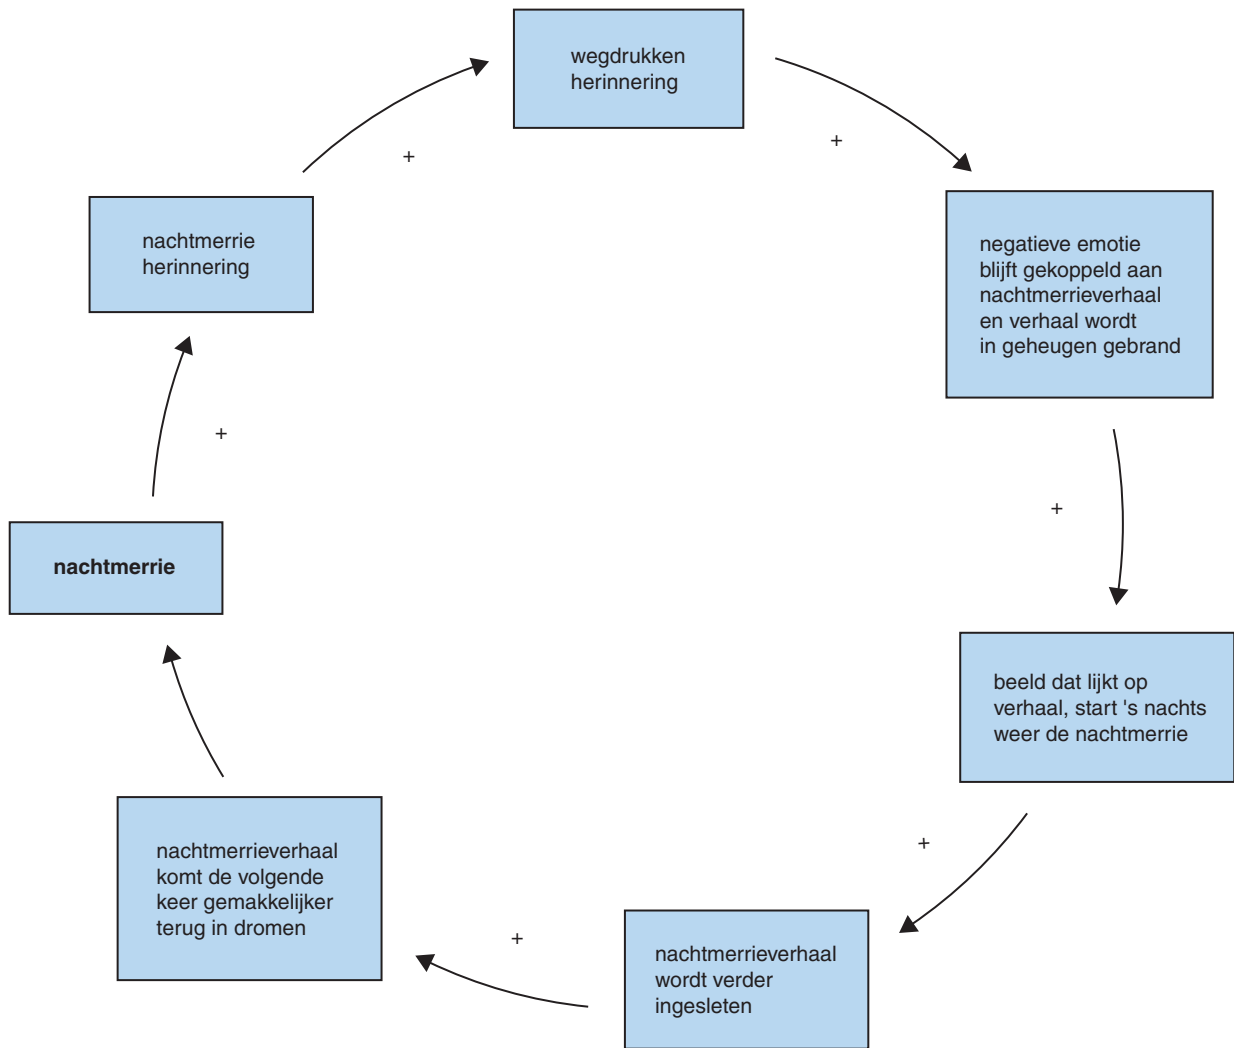 wegdrukken
herinnering
+
+
nachtmerrie
herinnering
negatieve emotie
blijft gekoppeld aan
nachtmerrieverhaal
en verhaal wordt
in geheugen gebrand
+
+
nachtmerrie
beeld dat lijkt op
verhaal, start 's nachts
weer de nachtmerrie
+
nachtmerrieverhaal
komt de volgende
keer gemakkelijker
terug in dromen
+
nachtmerrieverhaal
wordt verder
ingesleten